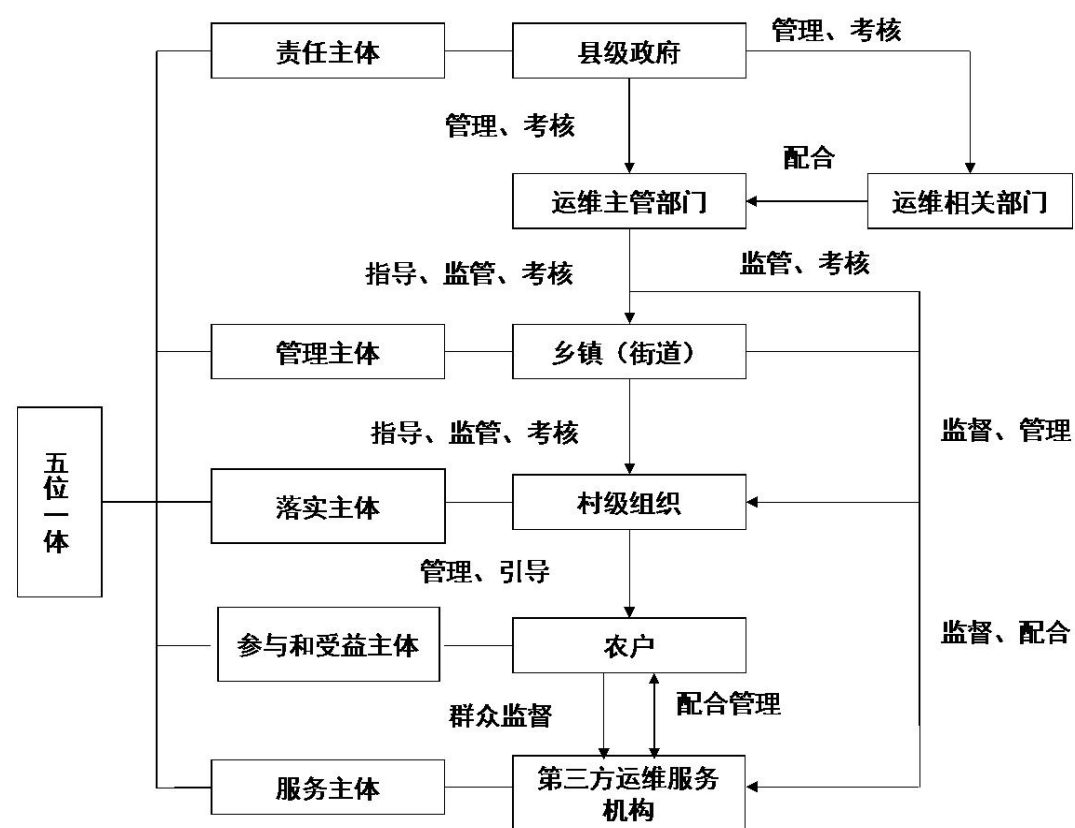 责任主体
县级政府
管理、考核
管理、考核
配合
运维主管部门
运维相关部门
指导、监管、考核
监管、考核
管理主体
乡镇（街道）
指导、监管、考核
监督、管理
五位一体
落实主体
村级组织
管理、引导
参与和受益主体
农户
监督、配合
群众监督
配合管理
服务主体
第三方运维服务
机构